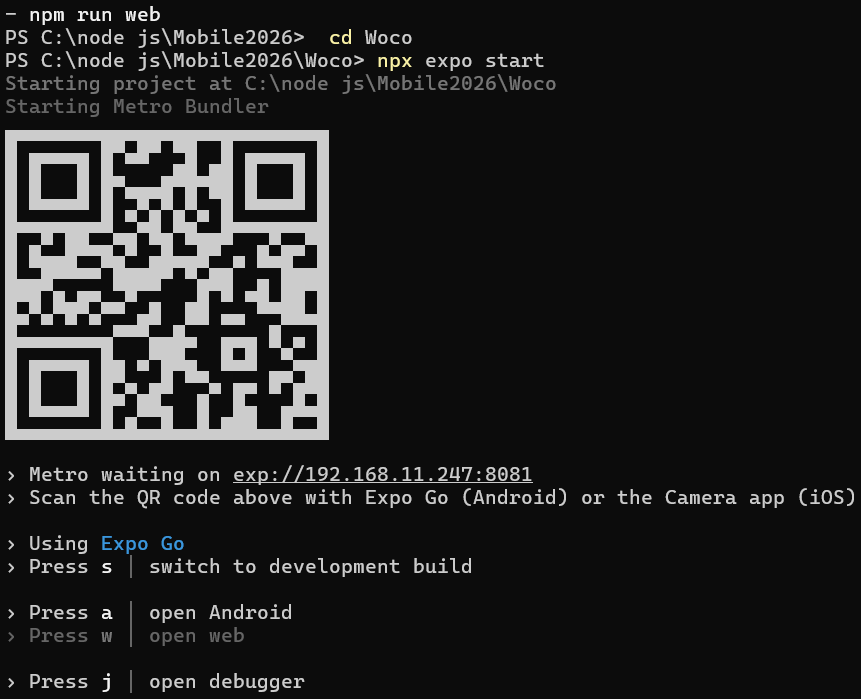 - npm run web
PS C:\node js\Mobile2026>  cd Woco
PS C:\node js\Mobile2026\Woco> npx expo start
Starting project at C:\node js\Mobile2026\Woco
Starting Metro Bundler
› Metro waiting on exp://192.168.11.247:8081
› Scan the QR code above with Expo Go (Android) or the Camera app (iOS)
› Using Expo Go
› Press s │ switch to development build
› Press a │ open Android
› Press w │ open web
› Press j │ open debugger